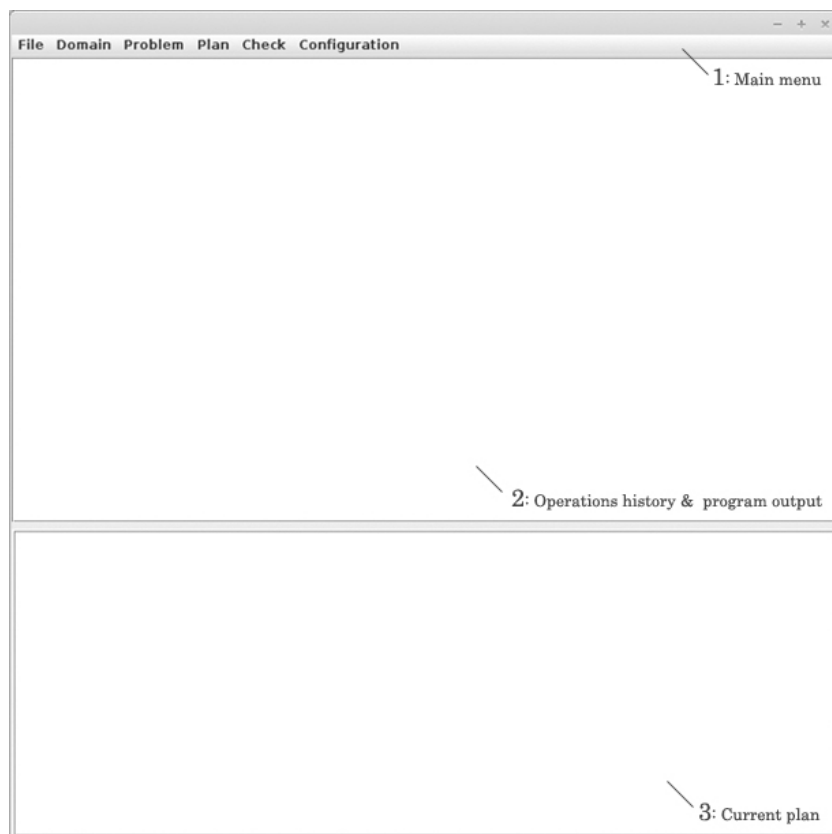 File Domain Problem Plan Check Configuration
1: Main menu
2: Operations history & program output
3: Current plan